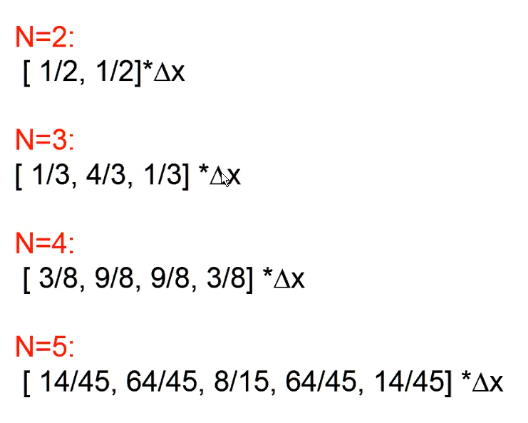 N=2:
[ 1/2, 1/2]*Δx
N=3:
[ 1/3, 4/3, 1/3] *Δx
N=4:
[ 3/8, 9/8, 9/8, 3/8] *Δx
N=5:
[ 14/45, 64/45, 8/15, 64/45, 14/45] *Δx